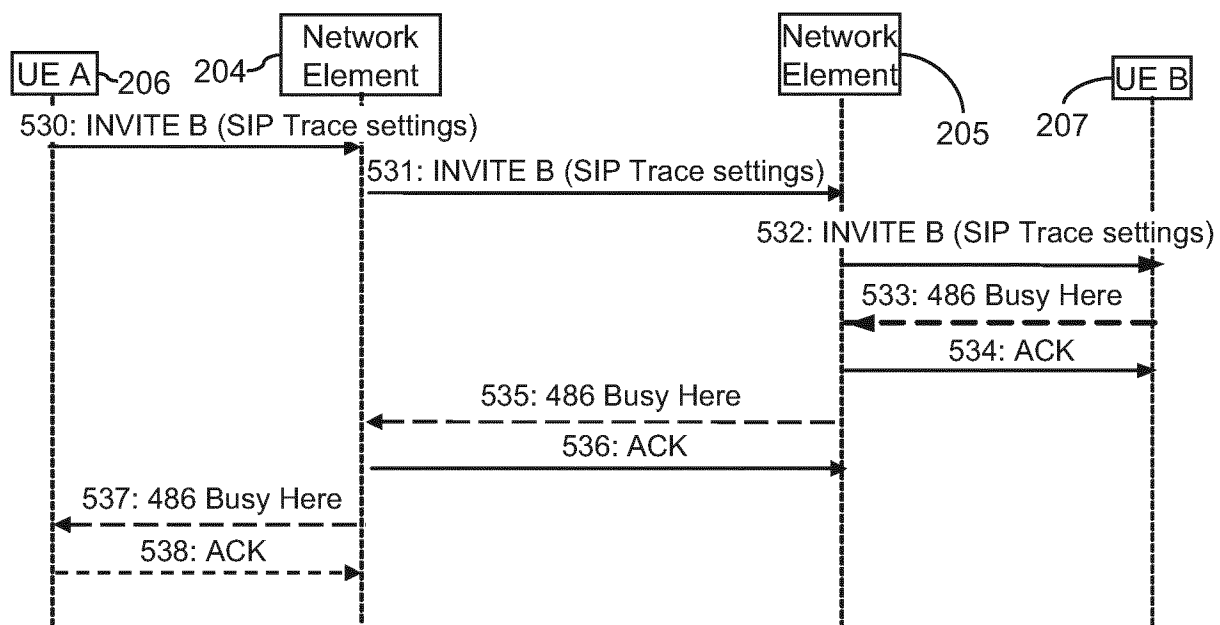 UE A
206
204
Network
Element
Network
Element
205
207
UE B
530: INVITE B (SIP Trace settings)
531: INVITE B (SIP Trace settings)
532: INVITE B (SIP Trace settings)
533: 486 Busy Here
534: ACK
535: 486 Busy Here
536: ACK
537: 486 Busy Here
538: ACK